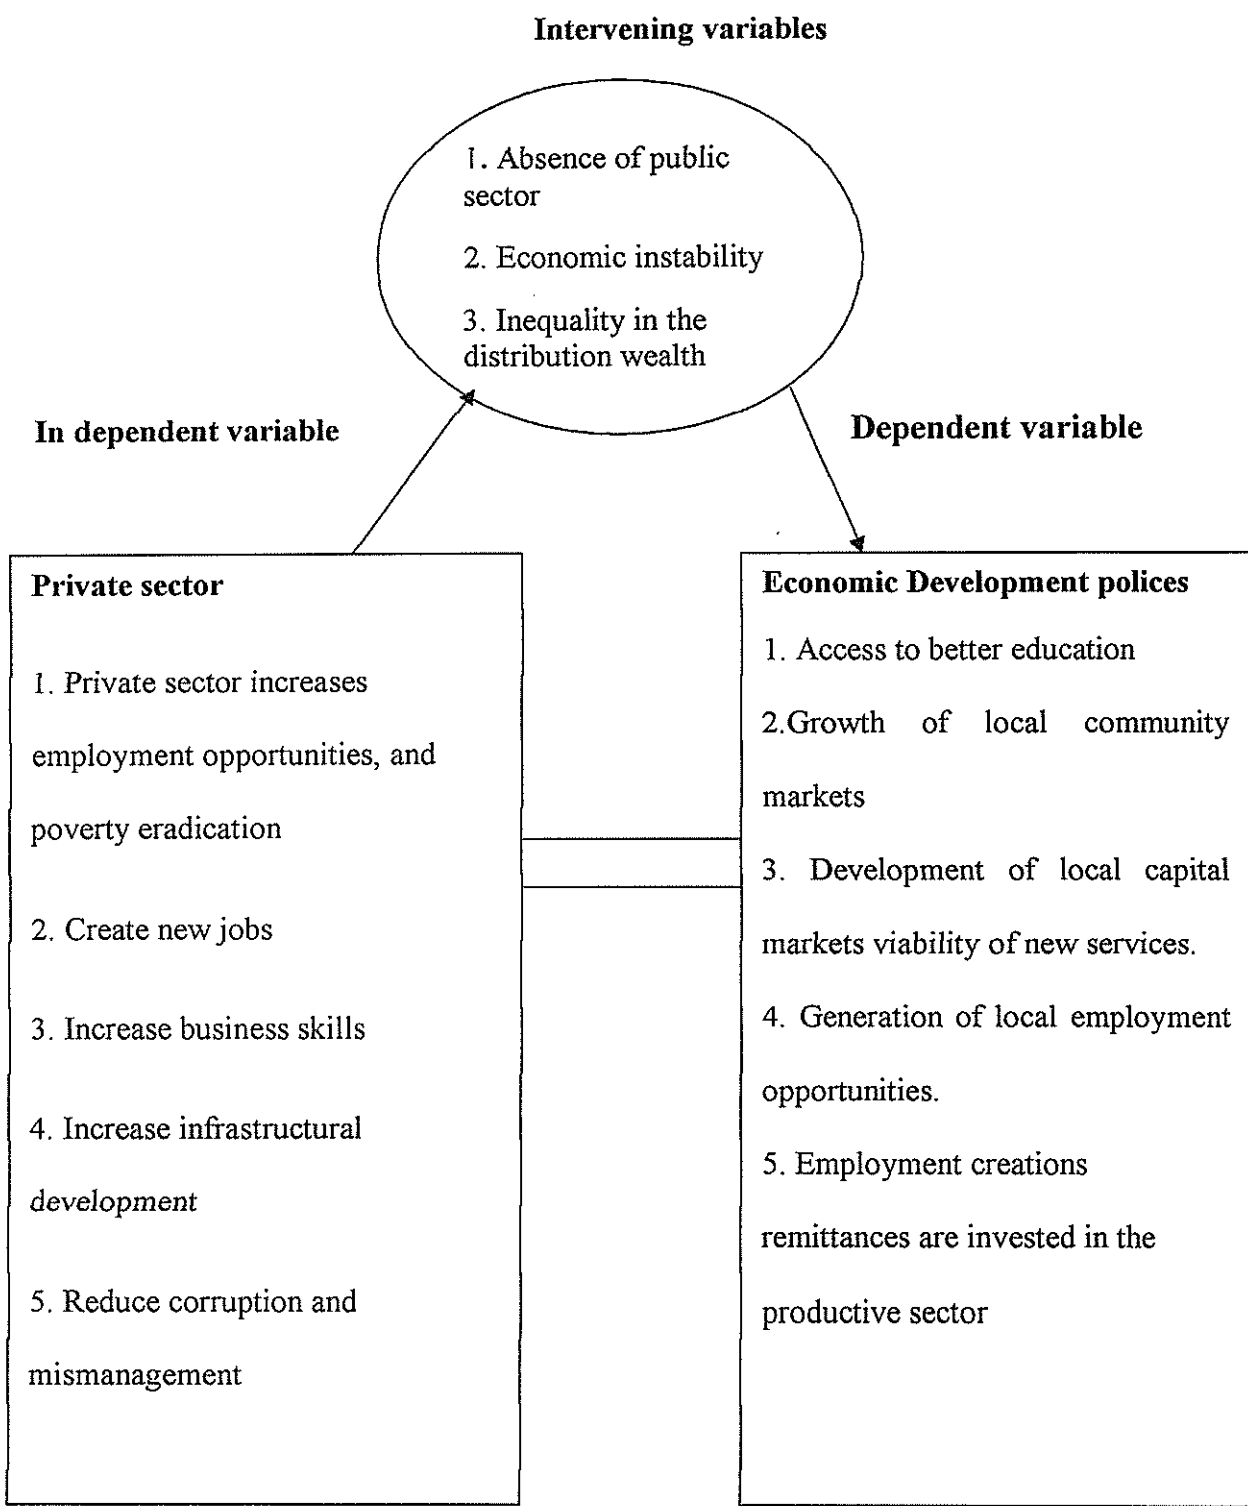 Intervening variables
1. Absence of public
sector
2. Economic instability
3. Inequality in the
distribution wealth
In dependent variable
Dependent variable
Private sector
1. Private sector increases
employment opportunities, and
poverty eradication
2. Create new jobs
3. Increase business skills
4. Increase infrastructural
development
5. Reduce corruption and
mismanagement
Economic Development polices
1. Access to better education
2.Growth of local community
markets
3. Development of local capital
markets viability of new services.
4. Generation of local employment
opportunities.
5. Employment creations
remittances are invested in the
productive sector